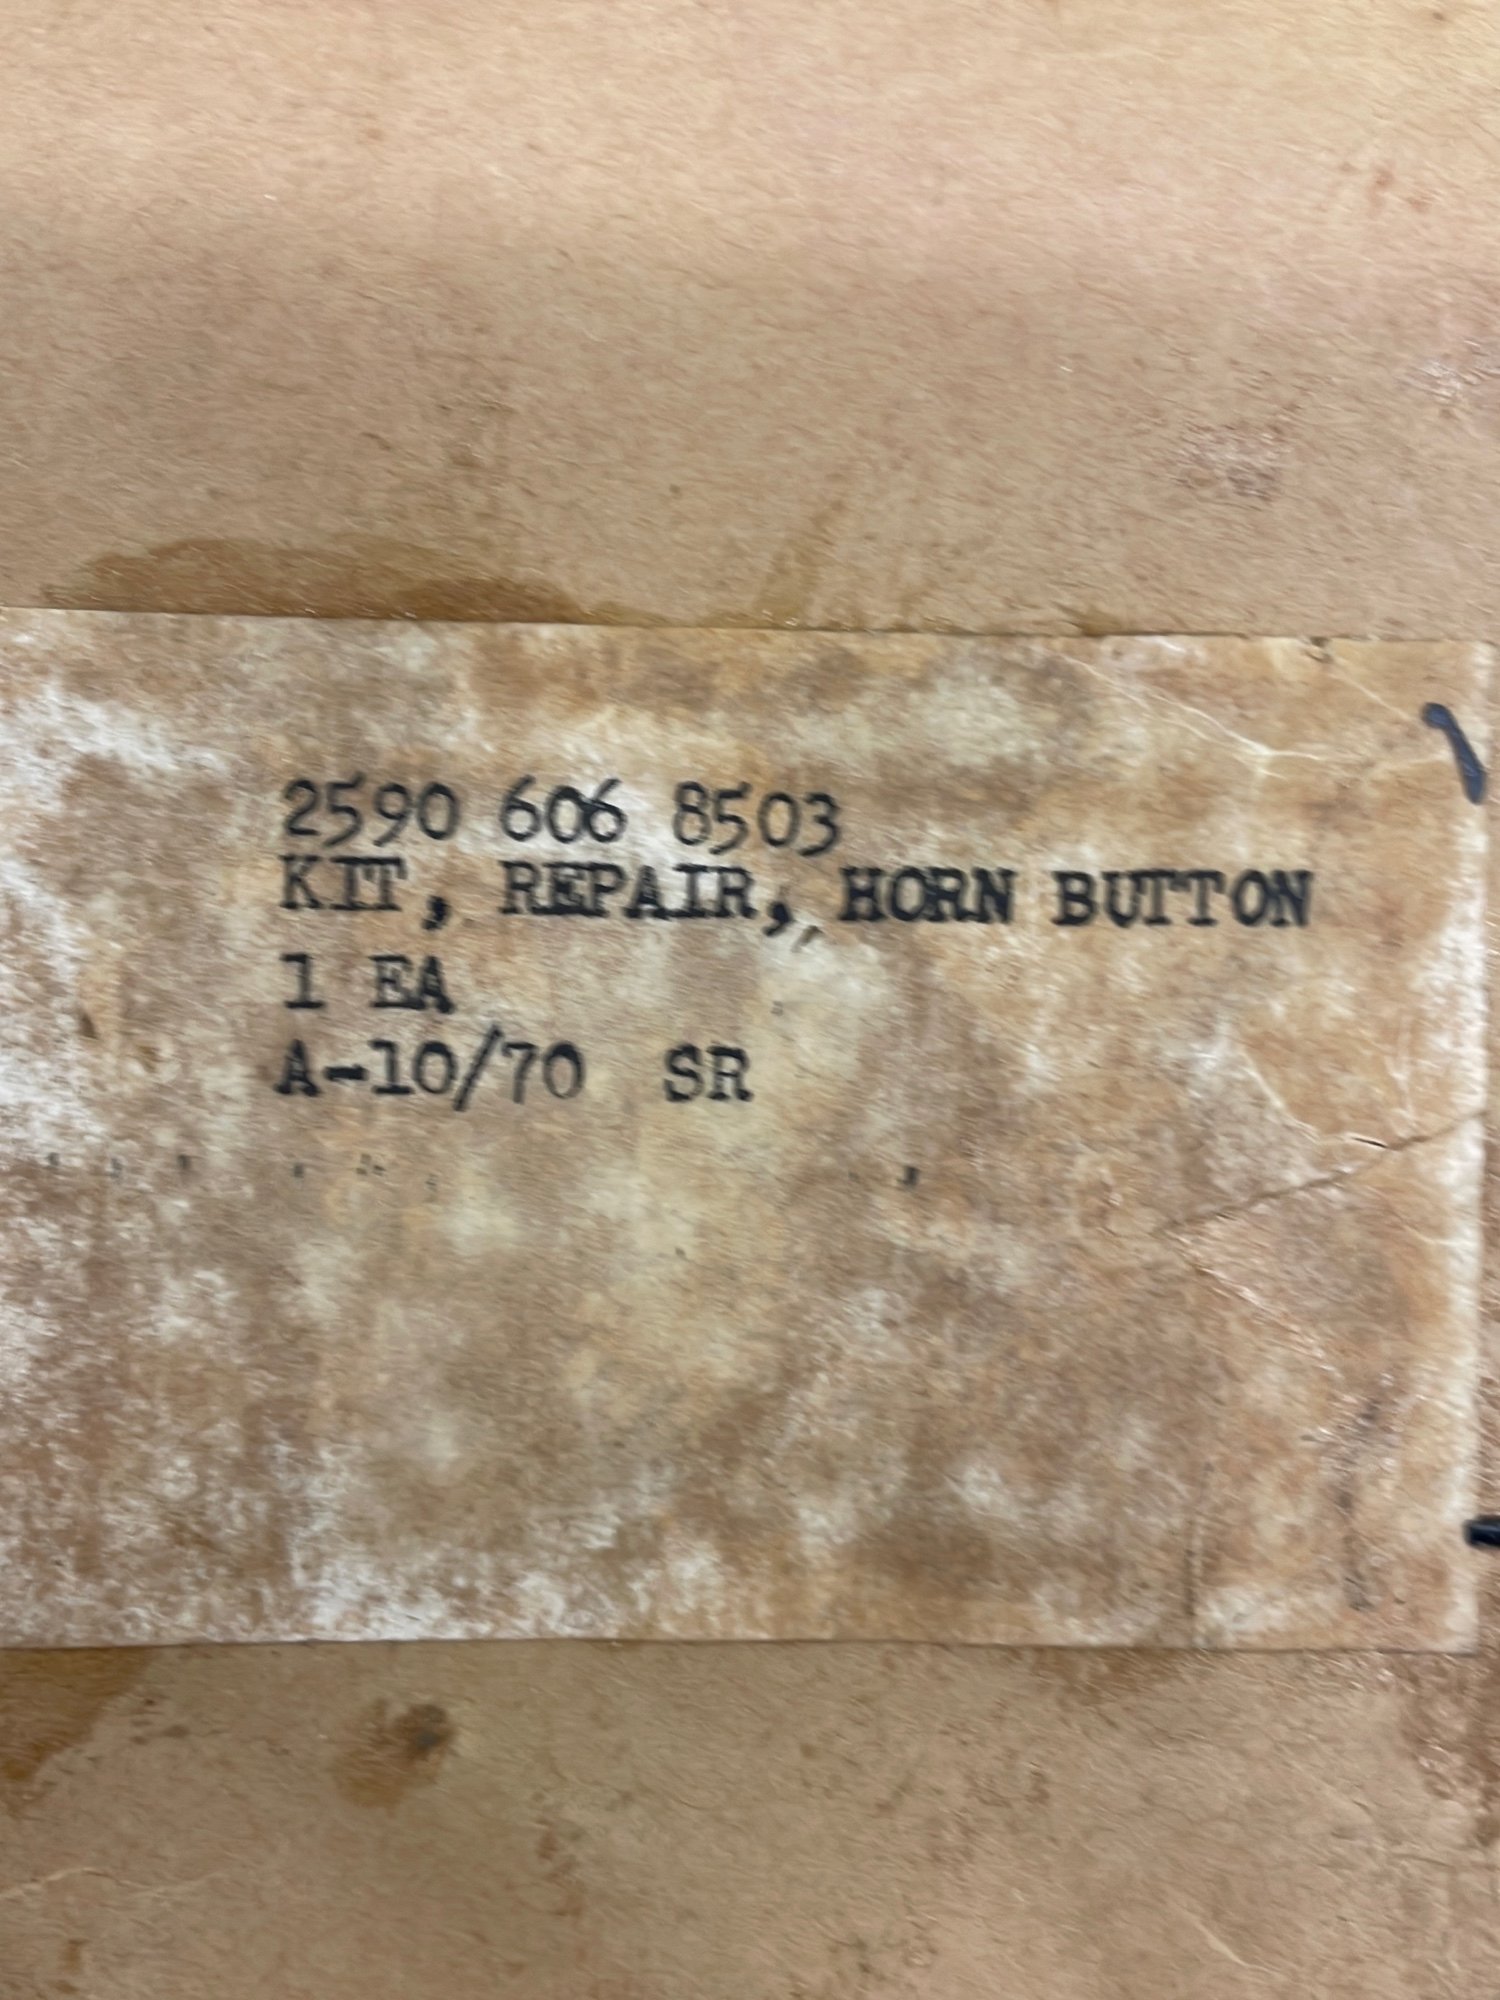 2590 606 8503
KIT, REPAIR, HORN BUTTON
1 EA
A-10/70 SR